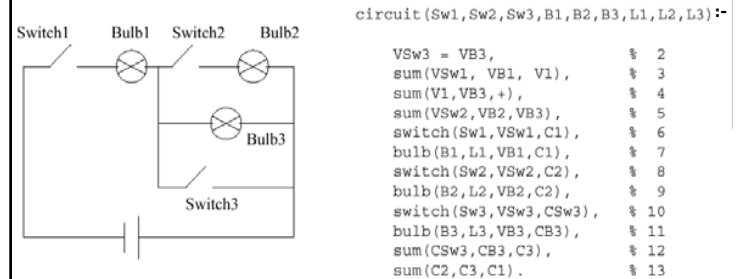 Switch1 Bulb1 Switch2 Bulb2
Bulb3
Switch3
circuit(Sw1,Sw2,Sw3,B1,B2,B3,L1,L2,L3):-
VSw3 = VB3, % 2
sum(VSw1, VB1, V1), % 3
sum(V1,VB3,+), % 4
sum(VSw2,VB2,VB3), % 5
switch(Sw1,VSw1,C1), % 6
bulb(B1,L1,VB1,C1), % 7
switch(Sw2,VSw2,C2), % 8
bulb(B2,L2,VB2,C2), % 9
switch(Sw3,VSw3,CSw3), % 10
bulb(B3,L3,VB3,CB3), % 11
sum(CSw3,CB3,C3), % 12
sum(C2,C3,C1). % 13